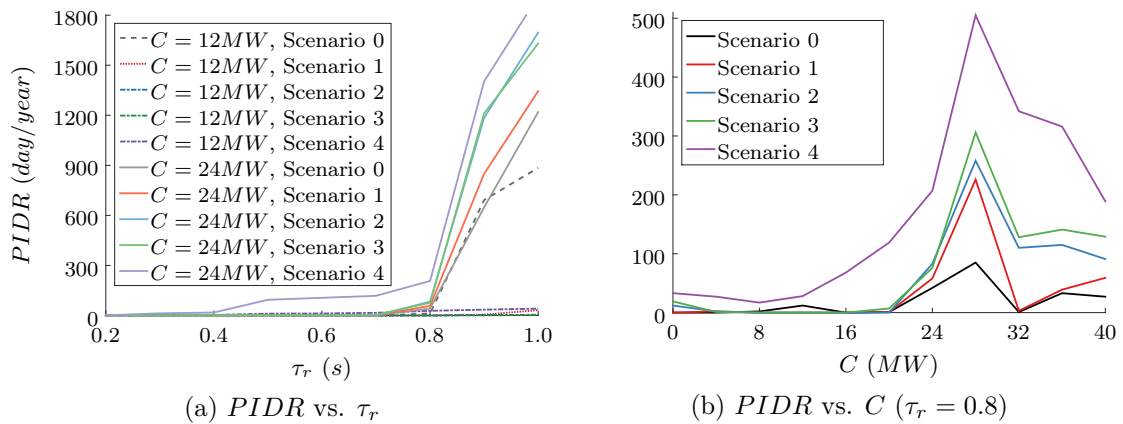 1800
1500
1200
900
600
300
0
PIDR (day/year)
C = 12MW, Scenario 0
C = 12MW, Scenario 1
C = 12MW, Scenario 2
C = 12MW, Scenario 3
C = 12MW, Scenario 4
C = 24MW, Scenario 0
C = 24MW, Scenario 1
C = 24MW, Scenario 2
C = 24MW, Scenario 3
C = 24MW, Scenario 4
0.2 0.4 0.6 0.8 1.0
τr (s)
(a) PIDR vs. τr
500
400
300
200
100
0
Scenario 0
Scenario 1
Scenario 2
Scenario 3
Scenario 4
0 8 16 24 32 40
C (MW)
(b) PIDR vs. C (τr = 0.8)